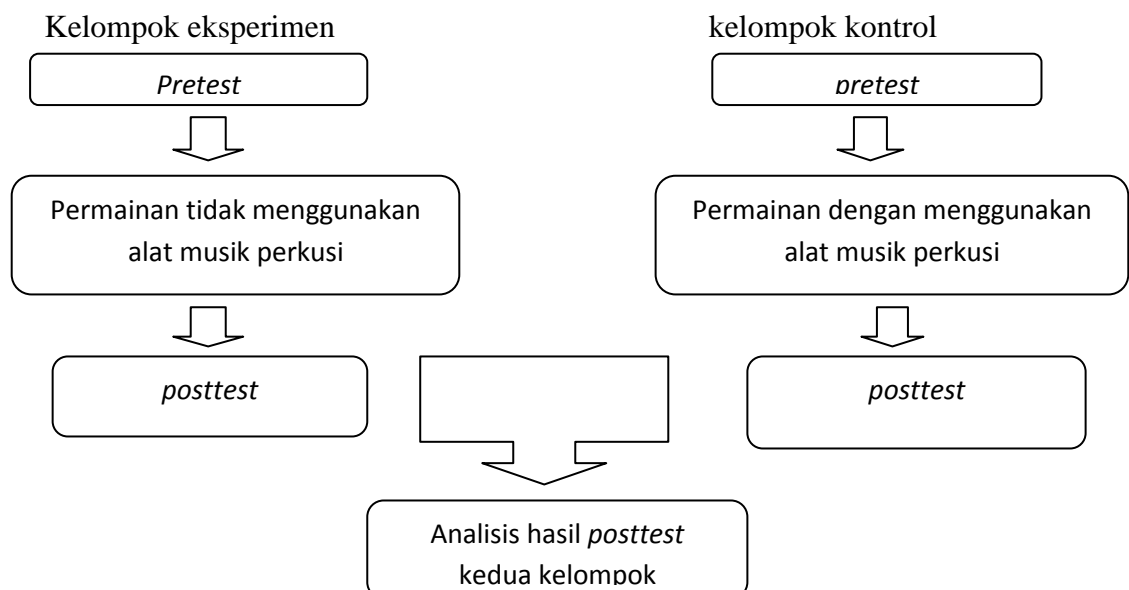 Kelompok eksperimen
kelompok kontrol
Pretest
pretest
Permainan tidak menggunakan
alat musik perkusi
Permainan dengan menggunakan
alat musik perkusi
posttest
posttest
Analisis hasil posttest
kedua kelompok